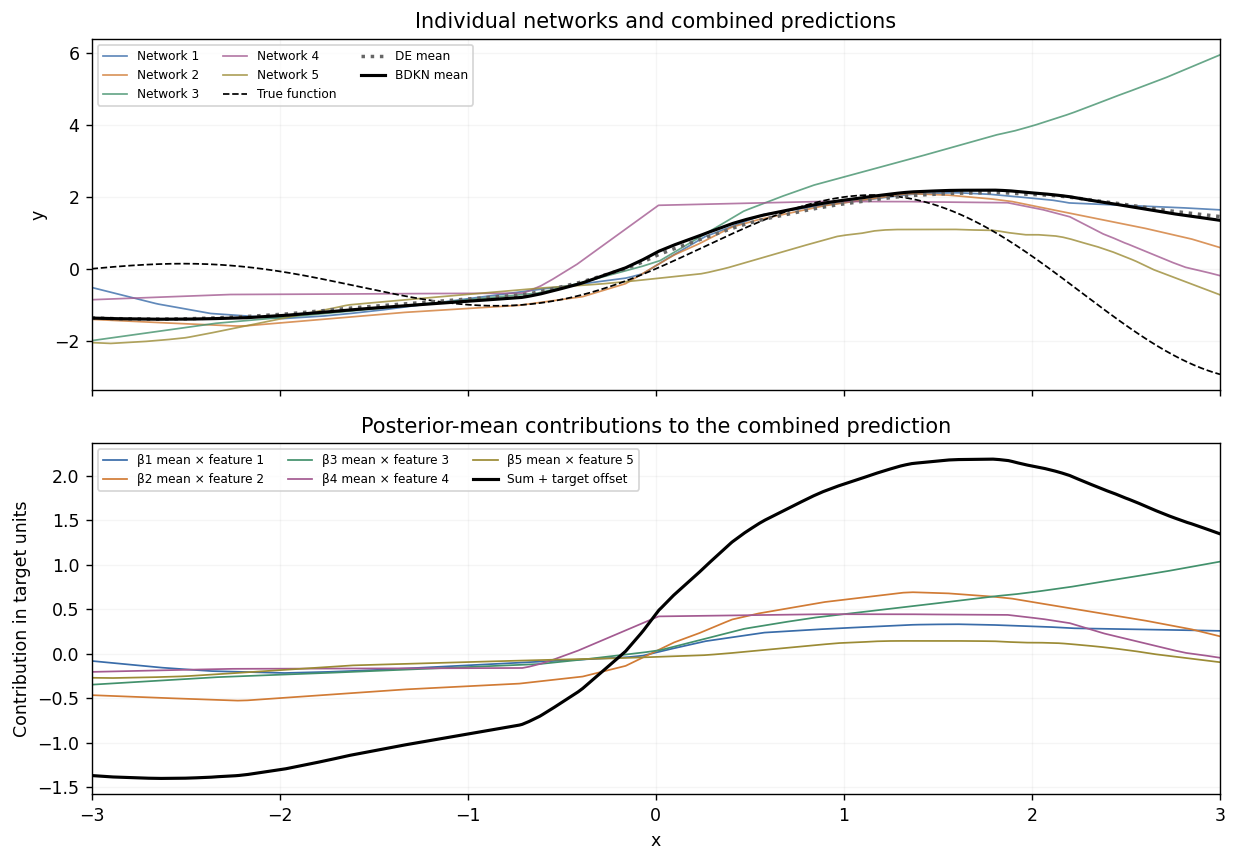 Individual networks and combined predictions
Network 1
Network 2
Network 3
Network 4
Network 5
True function
DE mean
BDKN mean
6
4
2
0
−2
y
Posterior-mean contributions to the combined prediction
β1 mean × feature 1
β2 mean × feature 2
β3 mean × feature 3
β4 mean × feature 4
β5 mean × feature 5
Sum + target offset
2.0
1.5
1.0
0.5
0.0
−0.5
−1.0
−1.5
Contribution in target units
−3
−2
−1
0
1
2
3
x